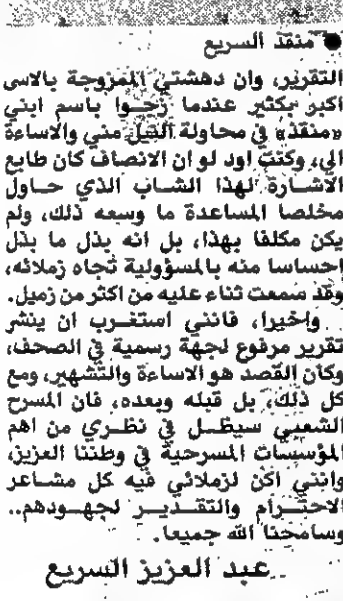 ● منقذ السريع
التقرير، وان دهشتي الممزوجة بالاسى
اكبر بكثير عندما زحوا باسم ابني
«منقذ» في محاولة النيل مني والاساءة
الي، وكنت اود لو ان الانصاف كان طابع
الاشارة لهذا الشاب الذي حاول
مخلصا المساعدة ما وسعه ذلك، ولم
يكن مكلفا بهذا، بل انه بذل ما بذل
إحساسا منه بالمسؤولية تجاه زملائه،
وقد سمعت ثناء عليه من اكثر من زميل.
واخيرا، فانني استغرب ان ينشر
تقرير مرفوع لجهة رسمية في الصحف،
وكان القصد هو الاساءة والتشهير، ومع
كل ذلك، بل قبله وبعده، فان المسرح
الشعبي سيظل في نظري من اهم
المؤسسات المسرحية في وطننا العزيز،
وانني اكن لزملائي فيه كل مشاعر
الاحترام والتقدير لجهودهم..
وسامحنا الله جميعا.
عبد العزيز السريع